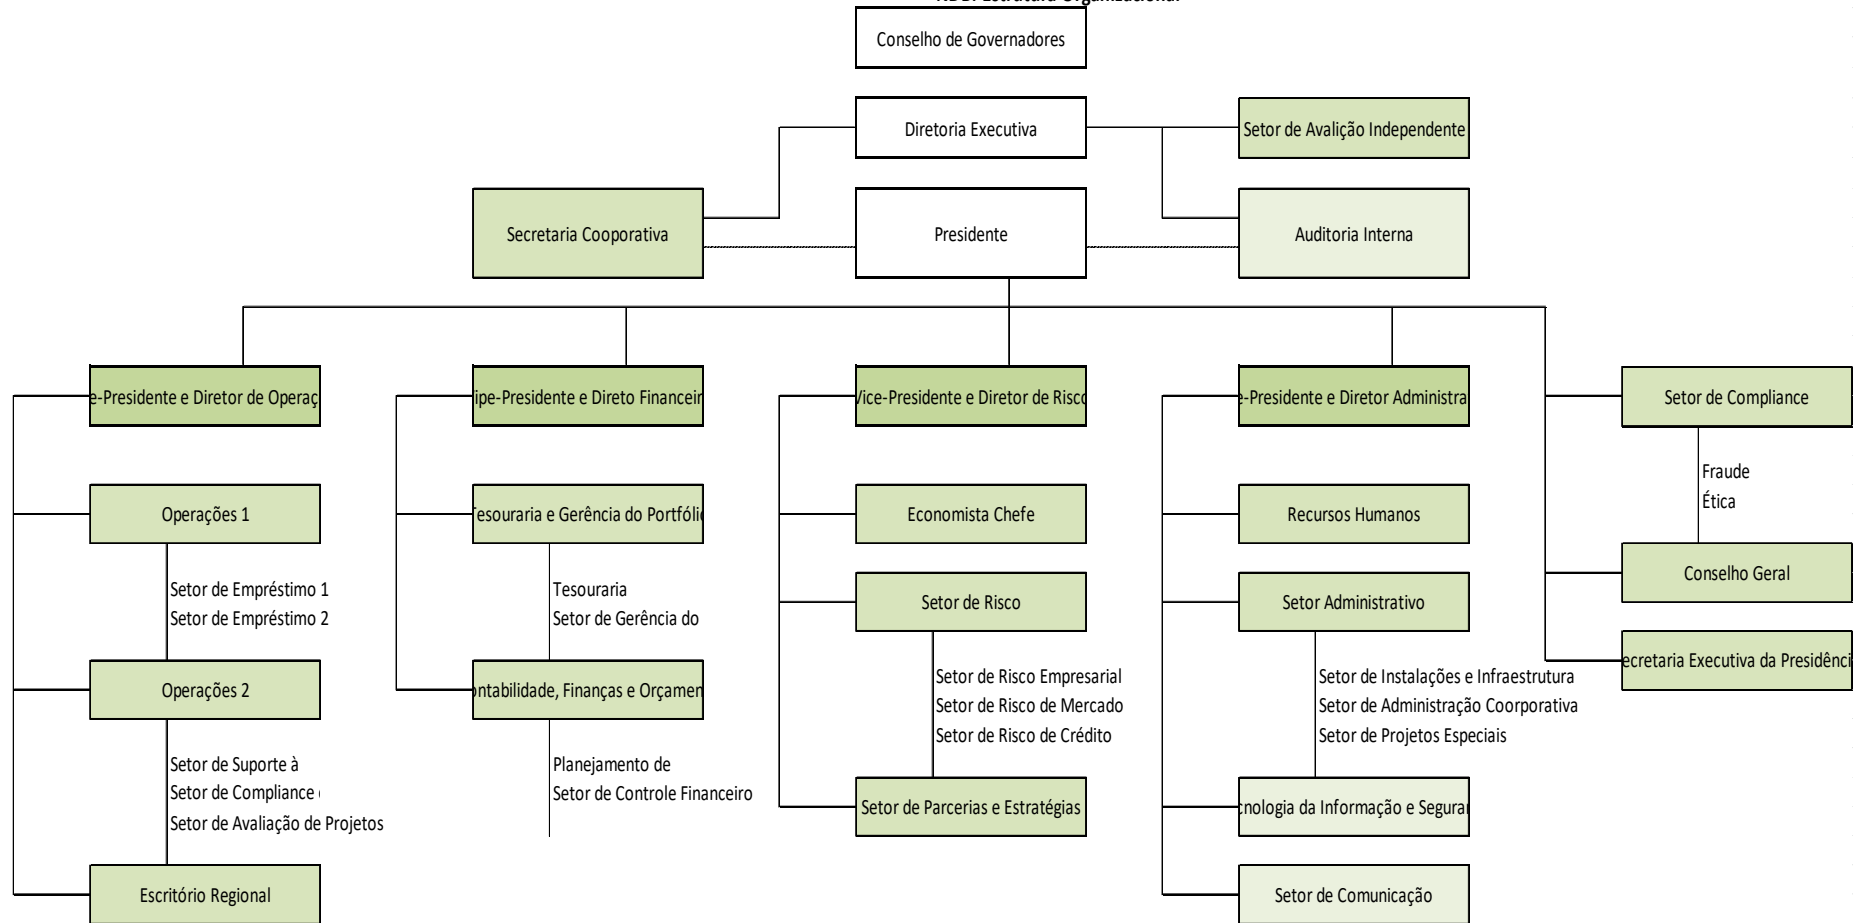 Conselho de Governadores
Diretoria Executiva
Setor de Avalição Independente
Secretaria Cooporativa
Presidente
Auditoria Interna
e-Presidente e Diretor de Operaç
ipe-Presidente e Direto Financeir
Vice-Presidente e Diretor de Risco
e-Presidente e Diretor Administra
Setor de Compliance
Fraude
Ética
Operações 1
Tesouraria e Gerência do Portfóli
Economista Chefe
Recursos Humanos
Conselho Geral
Setor de Empréstimo 1
Setor de Empréstimo 2
Tesouraria
Setor de Gerência do
Setor de Risco
Setor Administrativo
ecretaria Executiva da Presidênci
Operações 2
ontabilidade, Finanças e Orçamen
Setor de Risco Empresarial
Setor de Risco de Mercado
Setor de Risco de Crédito
Setor de Instalações e Infraestrutura
Setor de Administração Coorporativa
Setor de Projetos Especiais
Setor de Suporte à
Setor de Compliance
Setor de Avaliação de Projetos
Planejamento de
Setor de Controle Financeiro
Setor de Parcerias e Estratégias
cnologia da Informação e Seguran
Escritório Regional
Setor de Comunicação